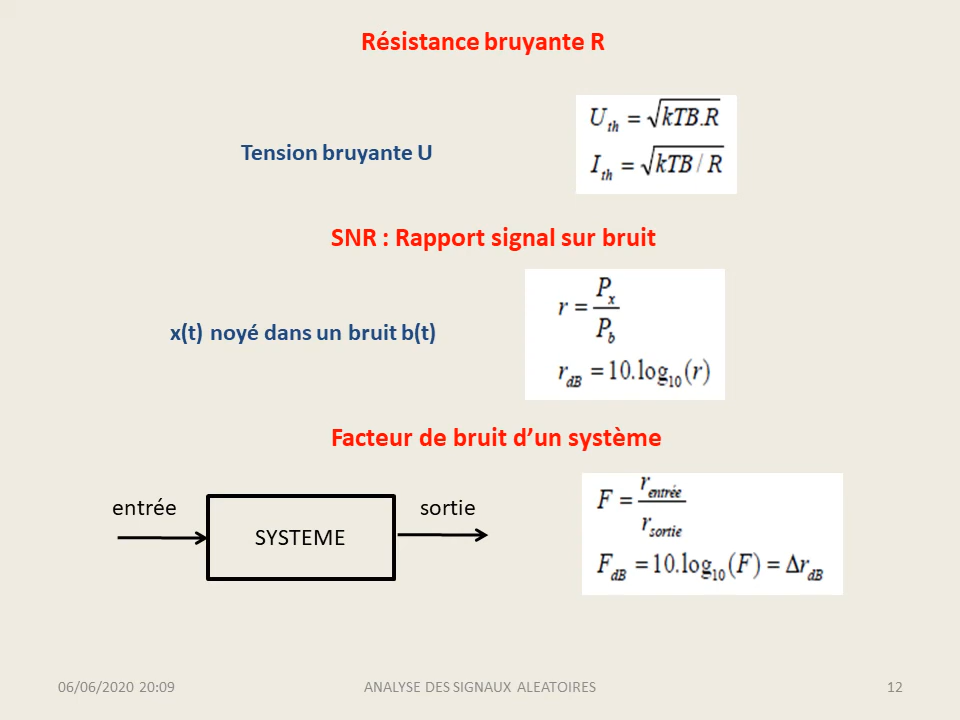 Résistance bruyante R
Tension bruyante U
U_th = √kTB.R
I_th = √kTB / R
SNR : Rapport signal sur bruit
x(t) noyé dans un bruit b(t)
r = P_x / P_b
r_dB = 10.log_10 (r)
Facteur de bruit d’un système
entrée
SYSTEME
sortie
F = r_entrée / r_sortie
F_dB = 10.log_10 (F) = Δr_dB
06/06/2020 20:09
ANALYSE DES SIGNAUX ALEATOIRES
12